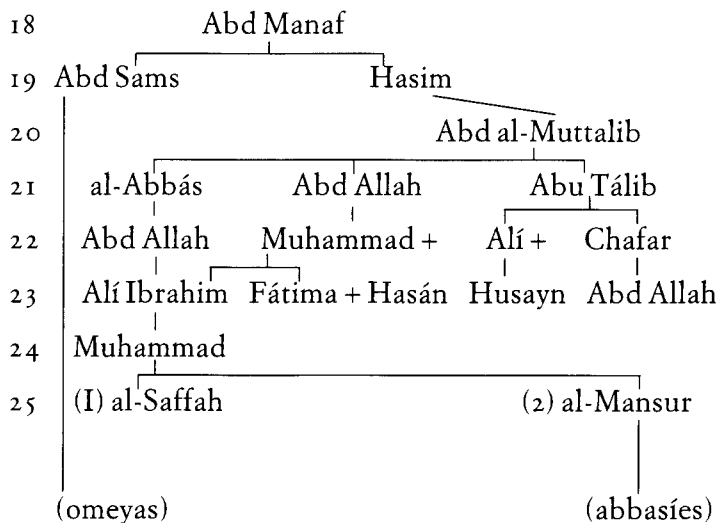 18 Abd Manaf
19 Abd Sams Hasim
20 Abd al-Muttalib
21 al-Abbás Abd Allah Abu Tálib
22 Abd Allah Muhammad + Alí + Chafar
23 Alí Ibrahim Fátima + Hasán Husayn Abd Allah
24 Muhammad
25 (1) al-Saffah (2) al-Mansur
(omeyas) (abbasíes)